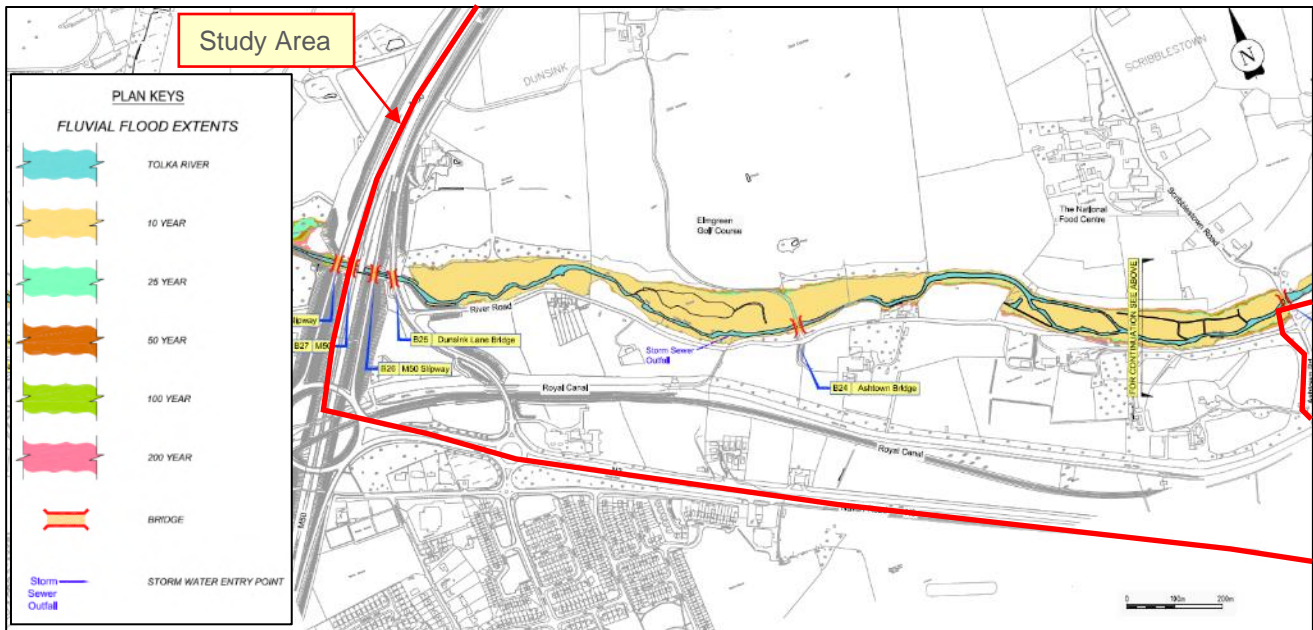 Study Area
PLAN KEYS
FLUVIAL FLOOD EXTENTS
TOLKA RIVER
10 YEAR
25 YEAR
50 YEAR
100 YEAR
200 YEAR
BRIDGE
Storm
Sewer
Outfall
STORM WATER ENTRY POINT
DUNSINK
SCRIBBLESTOWN
N
Elmgreen
Golf Course
The National
Food Centre
Scribblestown Road
FOR CONTINUATION SEE ABOVE
River Road
B27 M50
B25 Dunsink Lane Bridge
B26 M50 Slipway
Storm Sewer
Outfall
B24 Ashtown Bridge
Royal Canal
Royal Canal
M50
N3
0 100m 200m